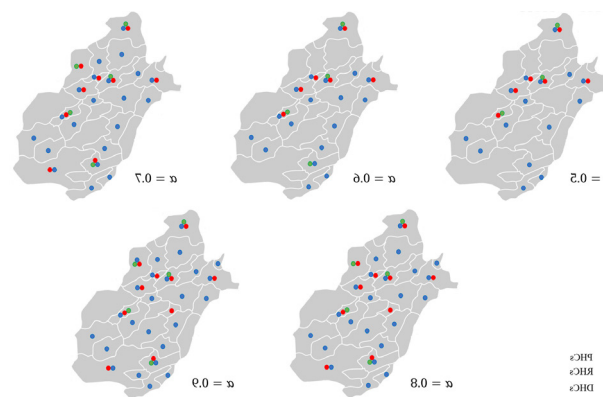 = 0.5
α = 0.6
α = 0.7
PHCs
RHCs
DHCs
α = 0.8
α = 0.9